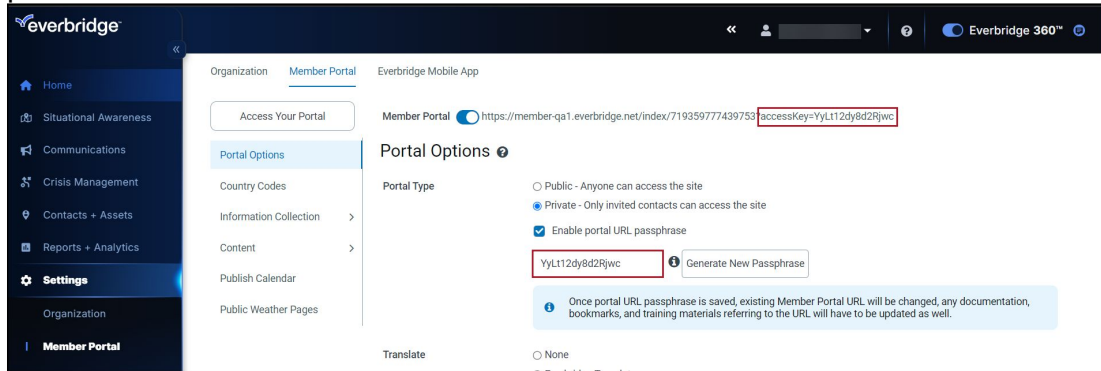 everbridge
Everbridge 360™
Home
Situational Awareness
Communications
Crisis Management
Contacts + Assets
Reports + Analytics
Settings
Organization
Member Portal
Organization Member Portal Everbridge Mobile App
Access Your Portal
Portal Options
Country Codes
Information Collection
Content
Publish Calendar
Public Weather Pages
Member Portal https://member-qa1.everbridge.net/index/719359777439753?accessKey=YyLt12dy8d2Rjwc
Portal Options
Portal Type
Public - Anyone can access the site
Private - Only invited contacts can access the site
Enable portal URL passphrase
YyLt12dy8d2Rjwc Generate New Passphrase
Once portal URL passphrase is saved, existing Member Portal URL will be changed, any documentation,
bookmarks, and training materials referring to the URL will have to be updated as well.
Translate
None